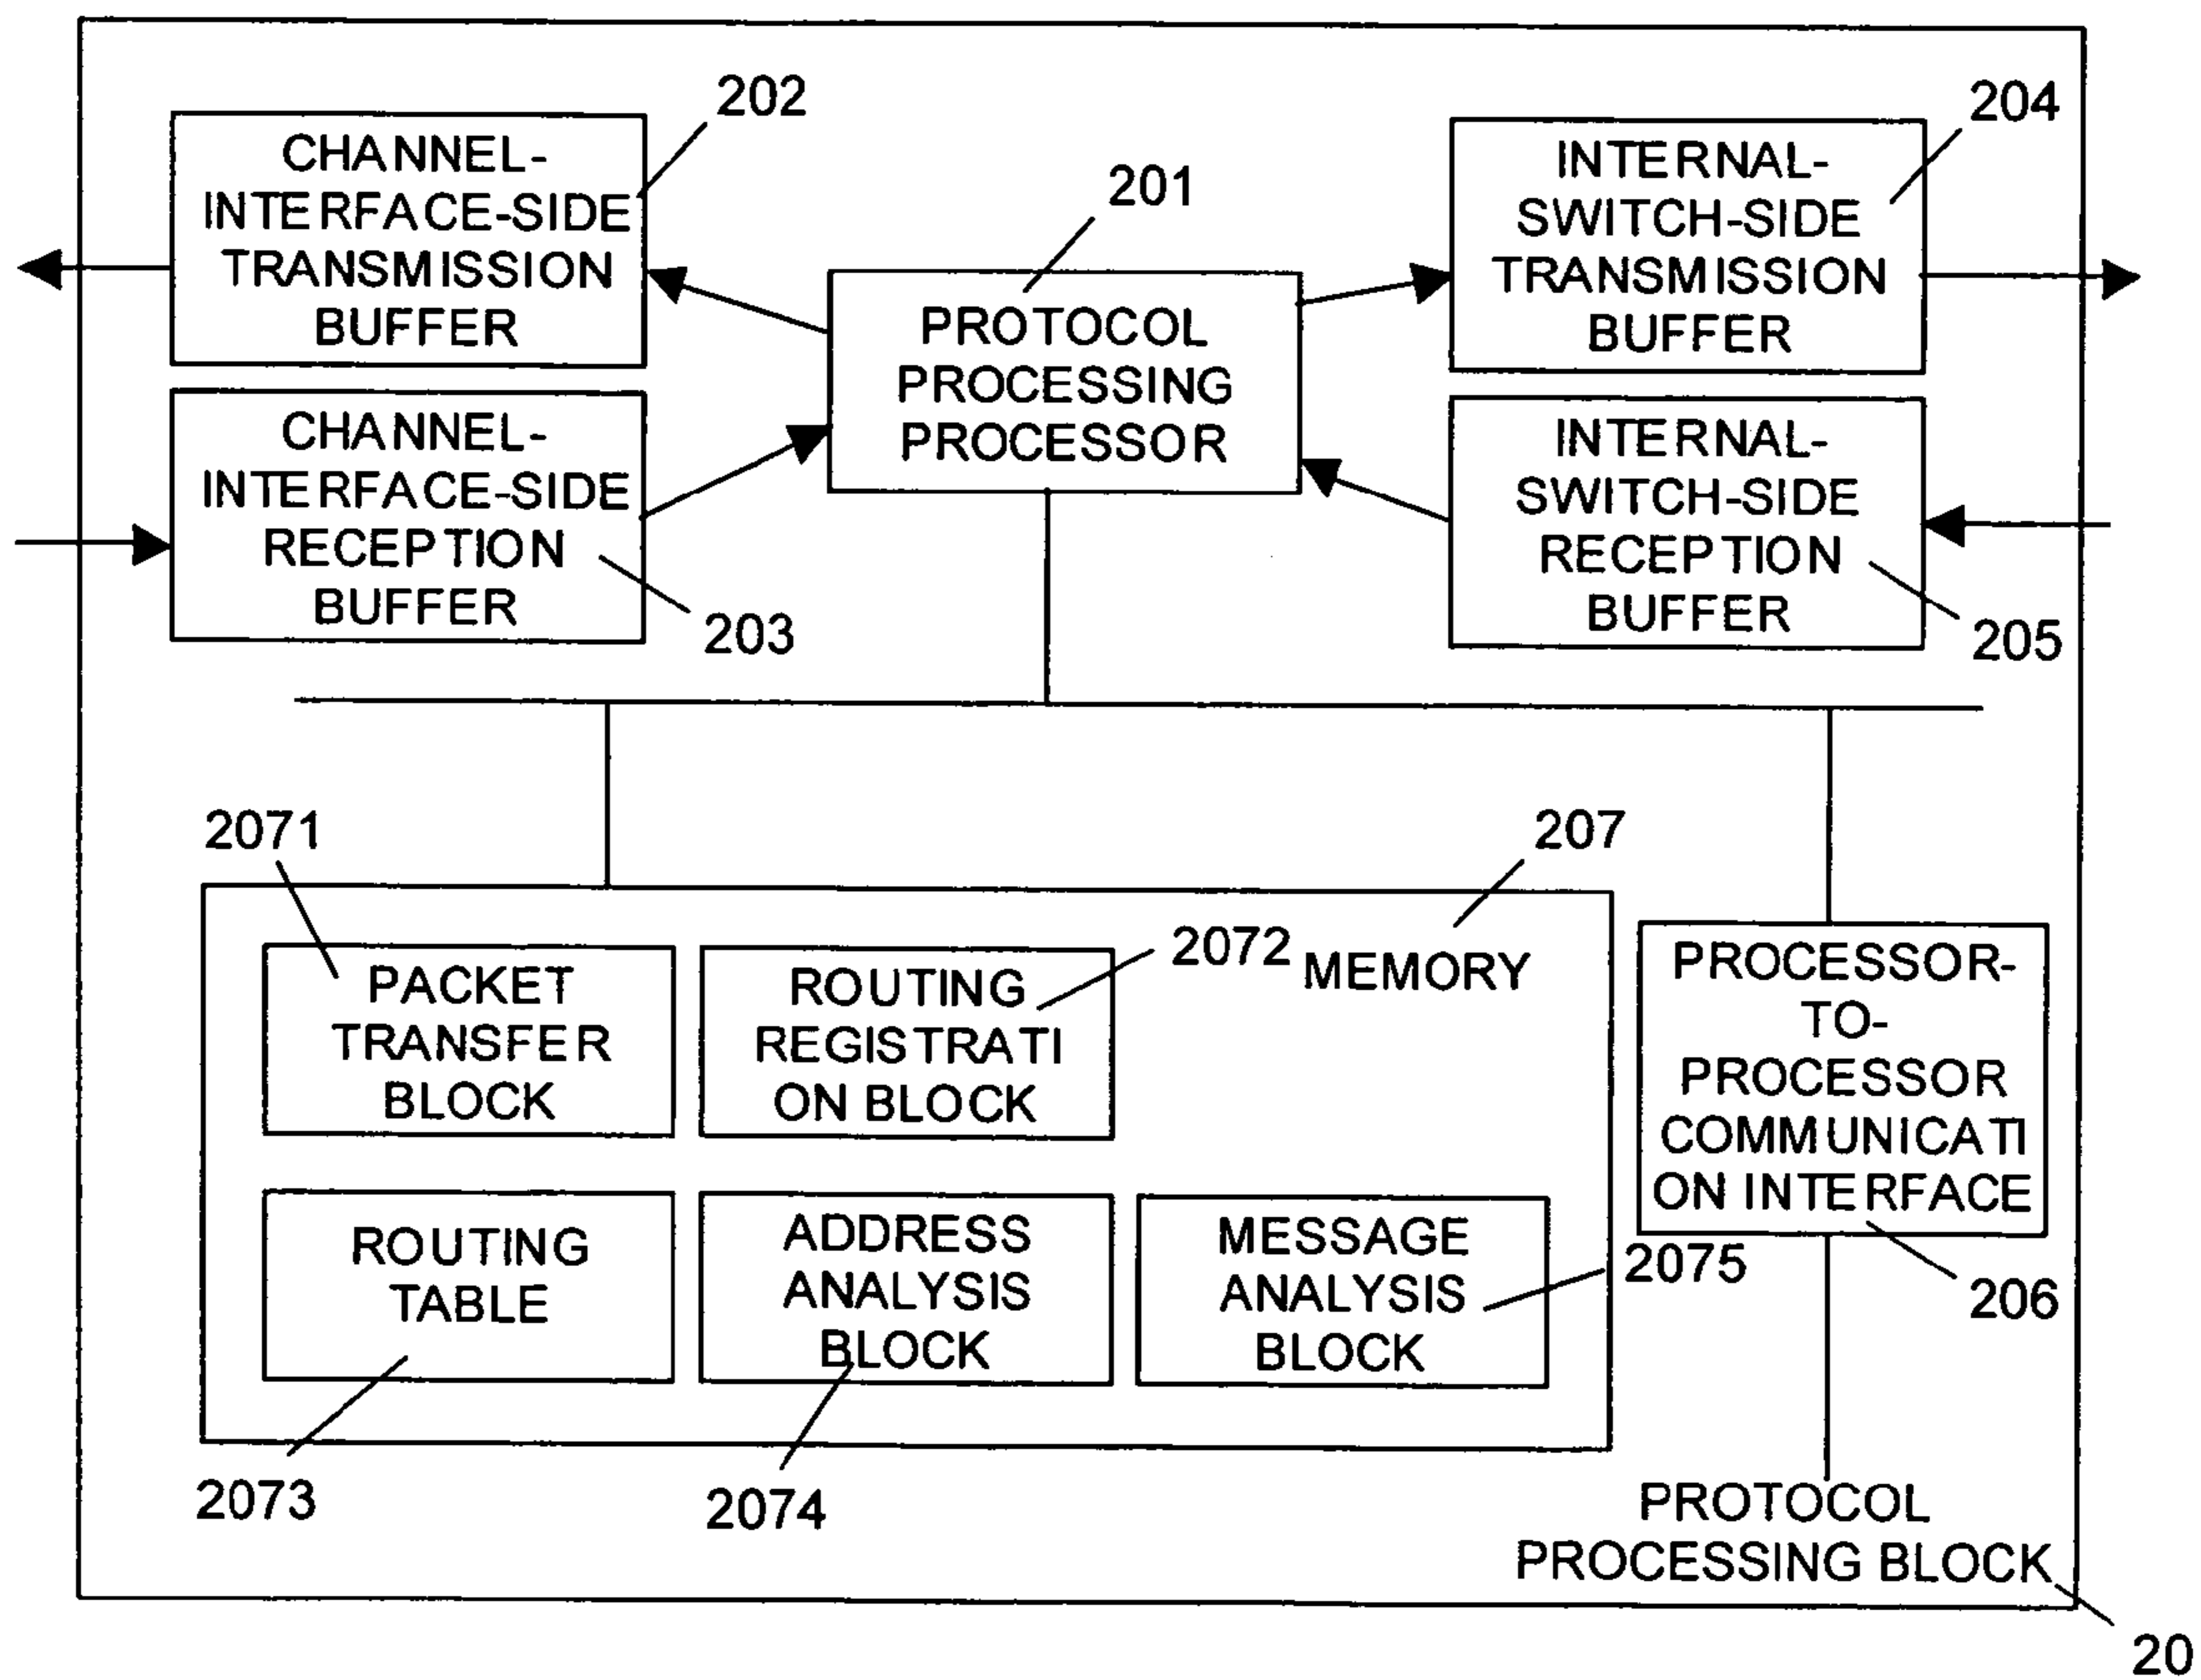 202
CHANNEL-
INTERFACE-SIDE
TRANSMISSION
BUFFER
201
204
INTERNAL-
SWITCH-SIDE
TRANSMISSION
BUFFER
PROTOCOL
PROCESSING
PROCESSOR
CHANNEL-
INTERFACE-SIDE
RECEPTION
BUFFER
203
INTERNAL-
SWITCH-SIDE
RECEPTION
BUFFER
205
2071
207
2072
MEMORY
PACKET
TRANSFER
BLOCK
ROUTING
REGISTRATI
ON BLOCK
PROCESSOR-
TO-
PROCESSOR
COMMUNICATI
ON INTERFACE
206
ROUTING
TABLE
ADDRESS
ANALYSIS
BLOCK
MESSAGE
ANALYSIS
BLOCK
2075
2073
2074
PROTOCOL
PROCESSING BLOCK
20